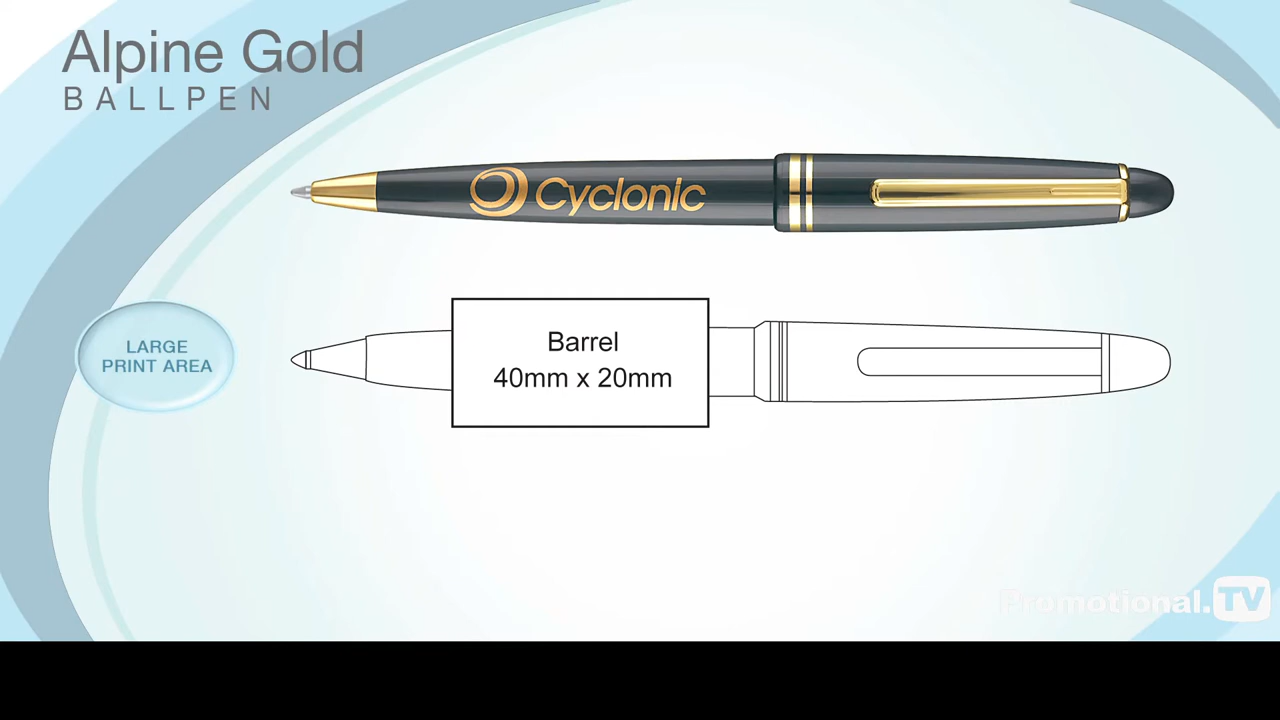 Alpine Gold
BALLPEN
Cyclonic
LARGE
PRINT AREA
Barrel
40mm x 20mm
Promotional.TV